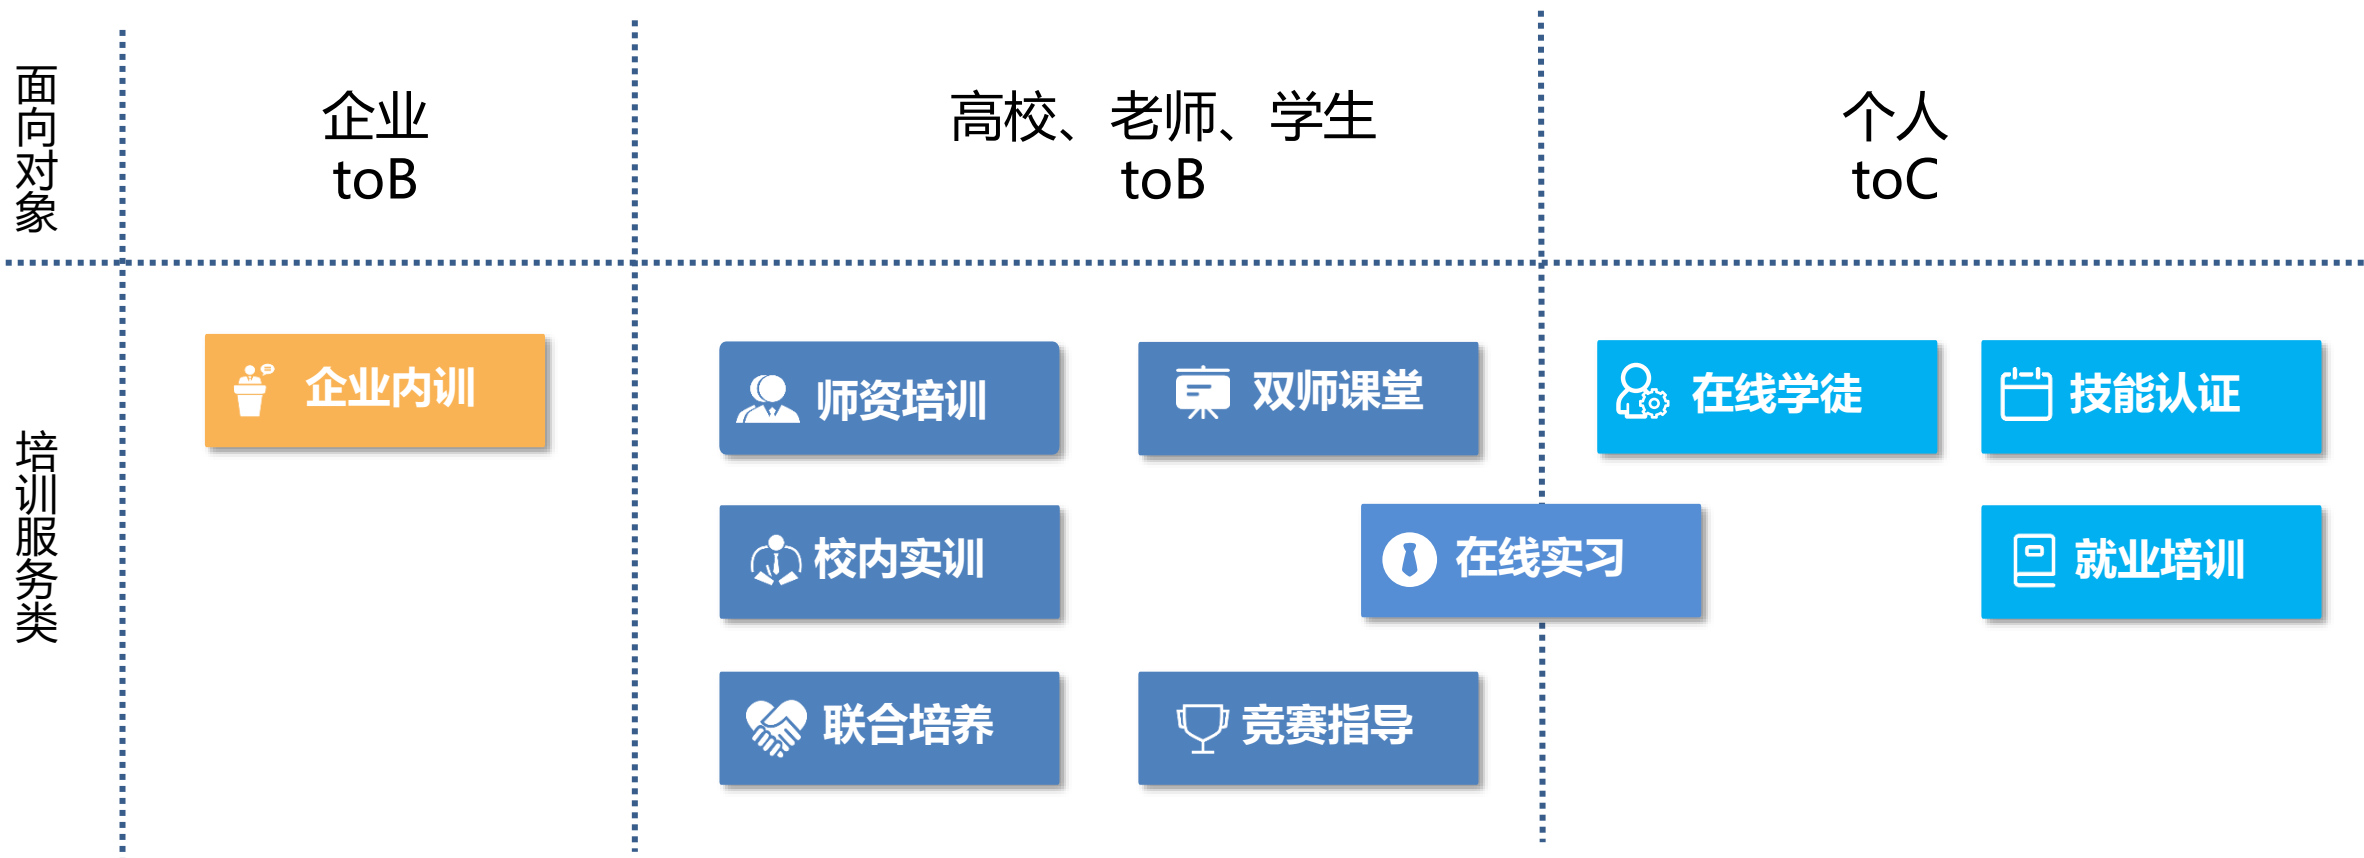 面向对象
企业
toB
高校、老师、学生
toB
个人
toC
培训服务类
企业内训
师资培训
双师课堂
在线学徒
技能认证
校内实训
在线实习
就业培训
联合培养
竞赛指导